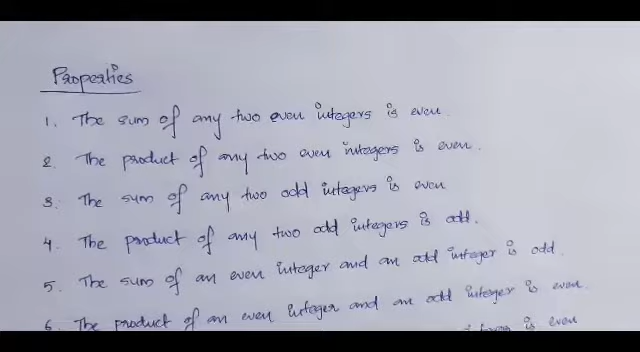 Properties
1. The sum of any two even integers is even.
2. The product of any two even integers is even.
3. The sum of any two odd integers is even
4. The product of any two odd integers is odd.
5. The sum of an even integer and an odd integer is odd.
6. The product of an even integer and an odd integer is even.
is even